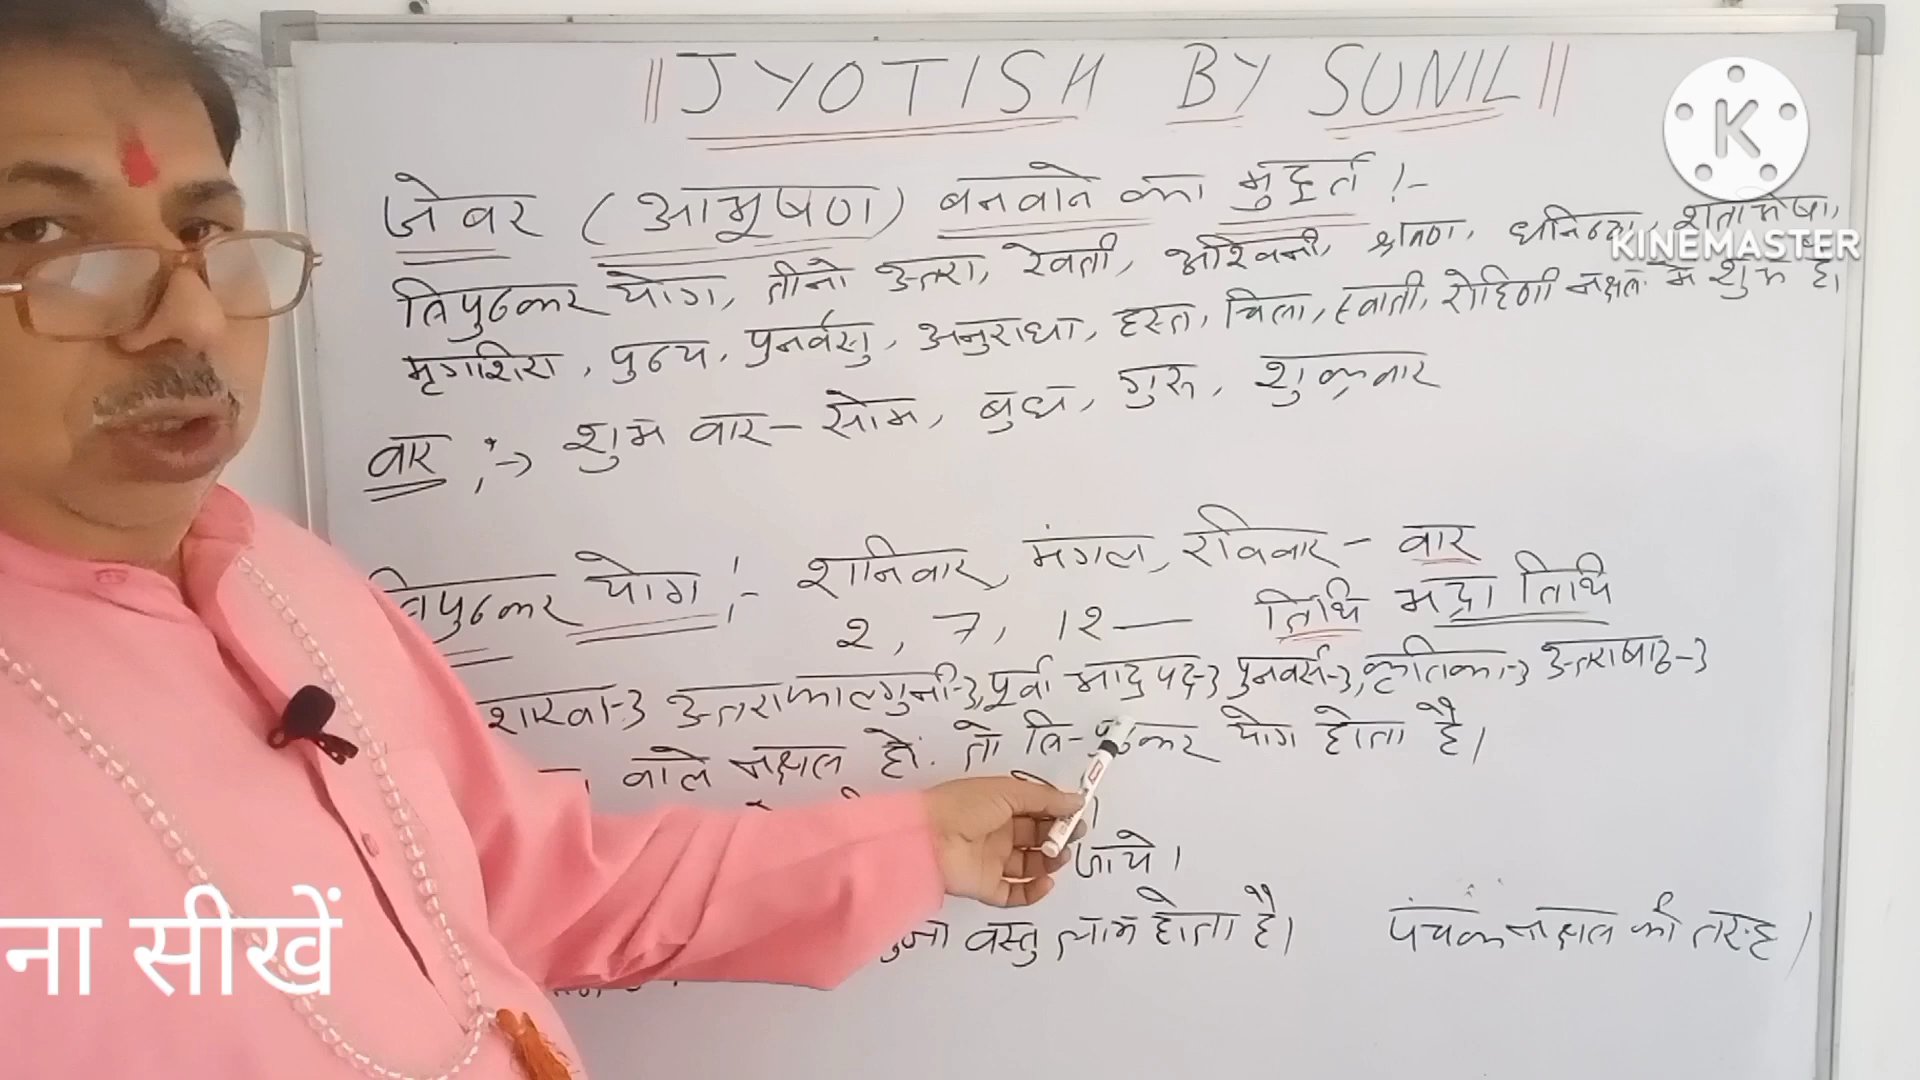 || JYOTISH BY SUNIL ||
K
KINEMASTER
जेवर (आभूषण) बनवाने का मुहूर्त :-
त्रिपुष्कर योग, तीनो उत्तरा, रेवती, अश्विनी, श्रवण, धनिष्ठा, शतभिषा,
मृगशिरा, पुष्य, पुनर्वसु, अनुराधा, हस्त, चित्रा, स्वाती, रोहिणी नक्षत्र में शुभ है।
वार :-> शुभ वार - सोम, बुध, गुरु, शुक्रवार
त्रिपुष्कर योग :- शनिवार, मंगल, रविवार - वार
2, 7, 12 — तिथि भद्रा तिथि
शाखा-3 उत्तराफाल्गुनी-3, पूर्वा भाद्रपद-3 पुनर्वसु-3, कृतिका-3 उत्तराषाढ-3
वाले नक्षत्र हो. तो त्रि- कर योग होता है।
जाये।
गुना वस्तु लाभ होता है। पंचक नक्षत्र की तरह।
ना सीखें